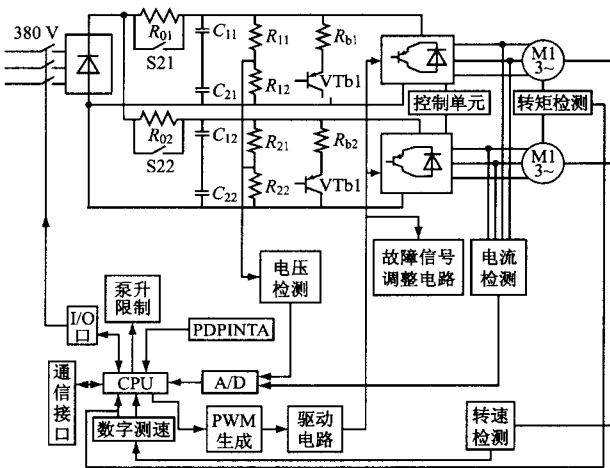 380 V
R01
S21
C11
C21
R11
R12
Rb1
VTb1
M1
3~
控制单元
转矩检测
R02
S22
C12
C22
R21
R22
Rb2
VTb1
M1
3~
电压
检测
故障信号
调整电路
电流
检测
泵升
限制
I/O
口
PDPINTA
通信接口
CPU
A/D
数字测速
PWM
生成
驱动
电路
转速
检测